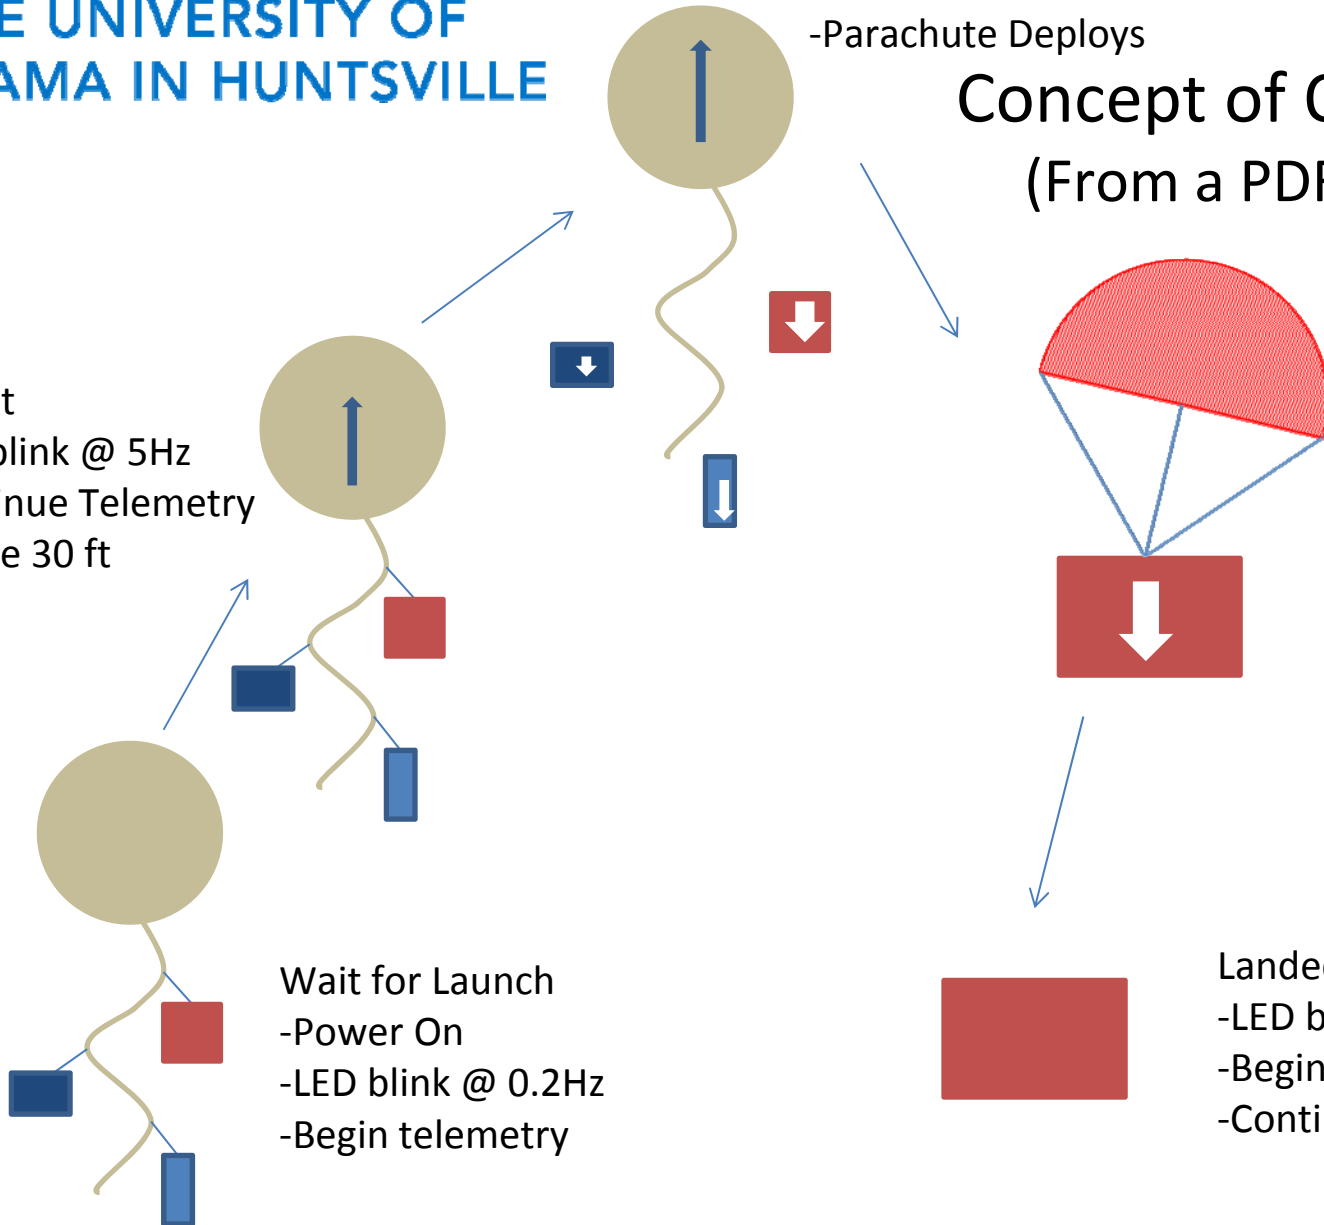 E UNIVERSITY OF
AMA IN HUNTSVILLE
-Parachute Deploys
Concept of
(From a PD
t
blink @ 5Hz
inue Telemetry
e 30 ft
Wait for Launch
-Power On
-LED blink @ 0.2Hz
-Begin telemetry
Lande
-LED b
-Begin
-Conti